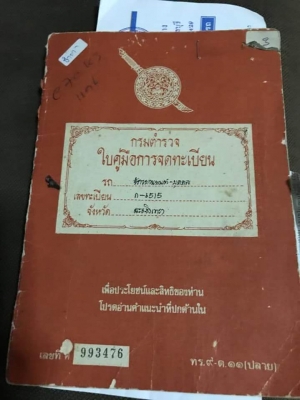 กรมตำรวจ
ใบคู่มือการจดทะเบียน
รถ จักรยานยนต์-บุคคล
เลขทะเบียน
จังหวัด ฉะเชิงเทรา
เพื่อประโยชน์และสิทธิของท่าน
โปรดอ่านคำแนะนำที่ปกด้านใน
เลขที่ 993476
ทร.๙-ต.๑๑(ปลาย)